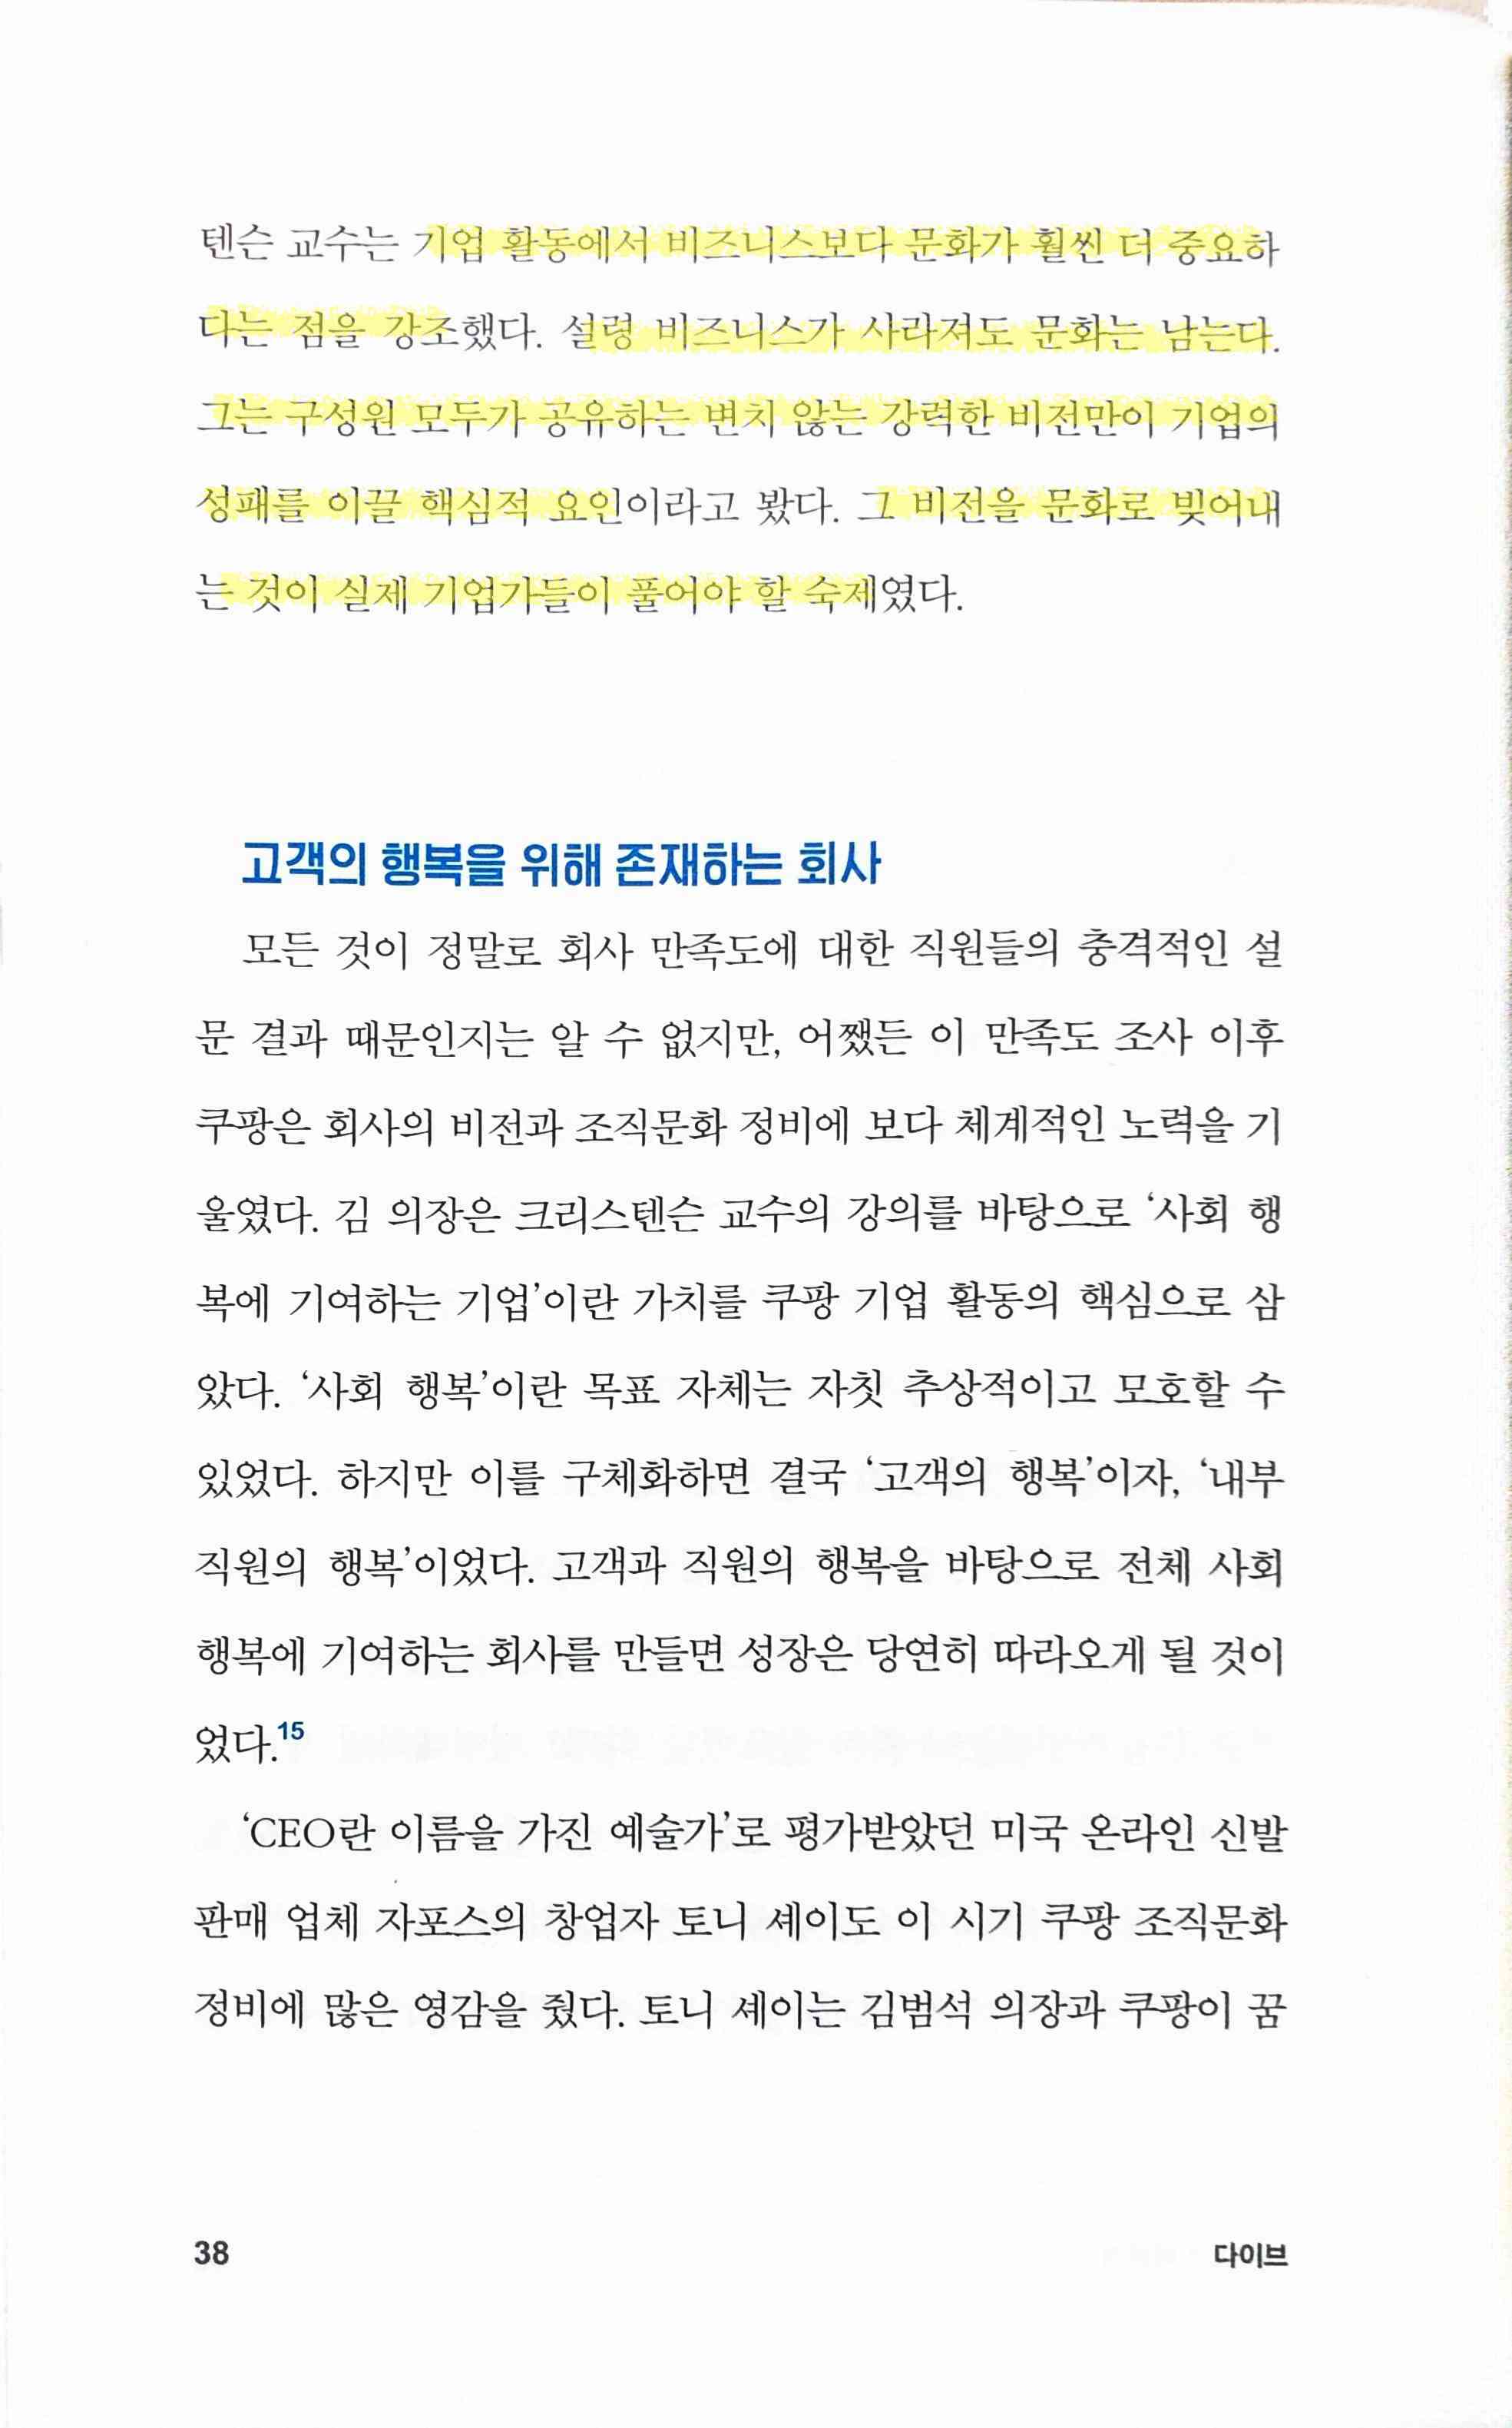 텐슨 교수는 기업 활동에서 비즈니스보다 문화가 훨씬 더 중요하
다는 점을 강조했다. 설령 비즈니스가 사라져도 문화는 남는다.
그는 구성원 모두가 공유하는 변치 않는 강력한 비전만이 기업의
성패를 이끌 핵심적 요인이라고 봤다. 그 비전을 문화로 빚어내
는 것이 실제 기업가들이 풀어야 할 숙제였다.
고객의 행복을 위해 존재하는 회사
모든 것이 정말로 회사 만족도에 대한 직원들의 충격적인 설
문 결과 때문인지는 알 수 없지만, 어쨌든 이 만족도 조사 이후
쿠팡은 회사의 비전과 조직문화 정비에 보다 체계적인 노력을 기
울였다. 김 의장은 크리스텐슨 교수의 강의를 바탕으로 ‘사회 행
복에 기여하는 기업’이란 가치를 쿠팡 기업 활동의 핵심으로 삼
았다. ‘사회 행복’이란 목표 자체는 자칫 추상적이고 모호할 수
있었다. 하지만 이를 구체화하면 결국 ‘고객의 행복’이자, ‘내부
직원의 행복’이었다. 고객과 직원의 행복을 바탕으로 전체 사회
행복에 기여하는 회사를 만들면 성장은 당연히 따라오게 될 것이
었다.15
‘CEO란 이름을 가진 예술가’로 평가받았던 미국 온라인 신발
판매 업체 자포스의 창업자 토니 셰이도 이 시기 쿠팡 조직문화
정비에 많은 영감을 줬다. 토니 셰이는 김범석 의장과 쿠팡이 꿈
38
다이브